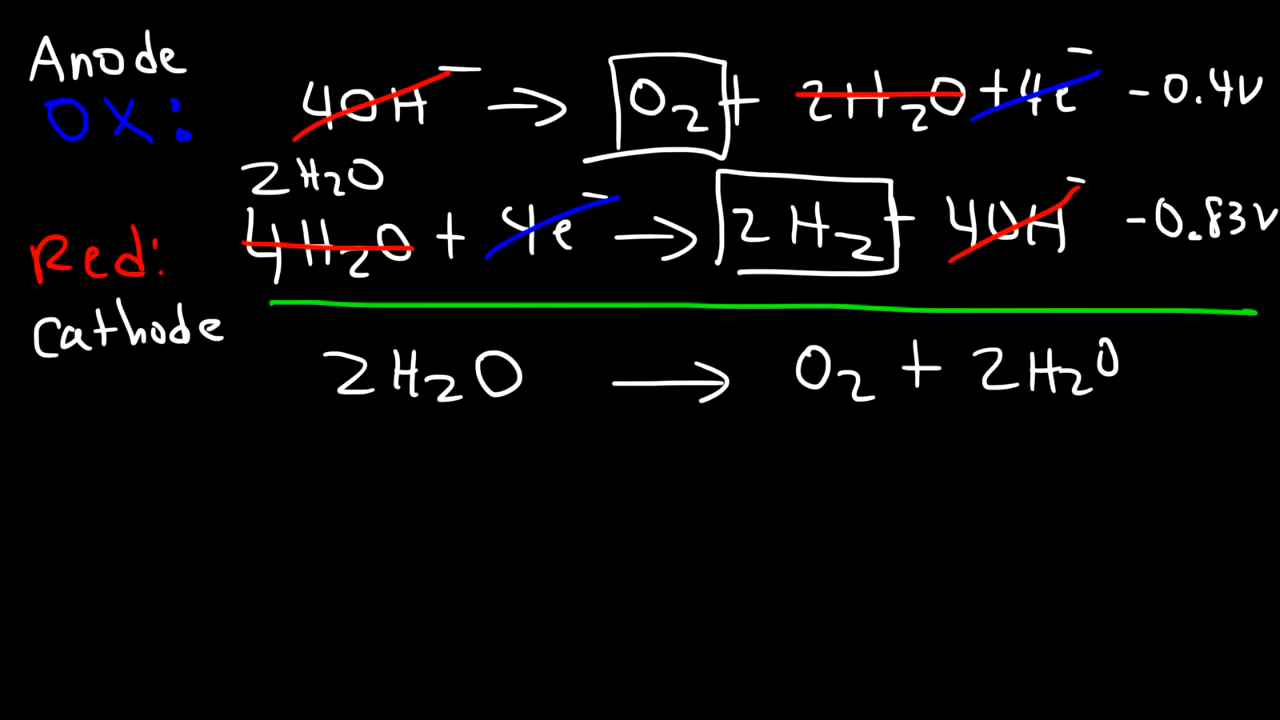 Anode
OX: 4OH⁻ → O₂ + 2H₂O + 4e⁻ -0.4v
2H₂O
Red: 4H₂O + 4e⁻ → 2H₂ + 4OH⁻ -0.83v
Cathode
2H₂O → O₂ + 2H₂O